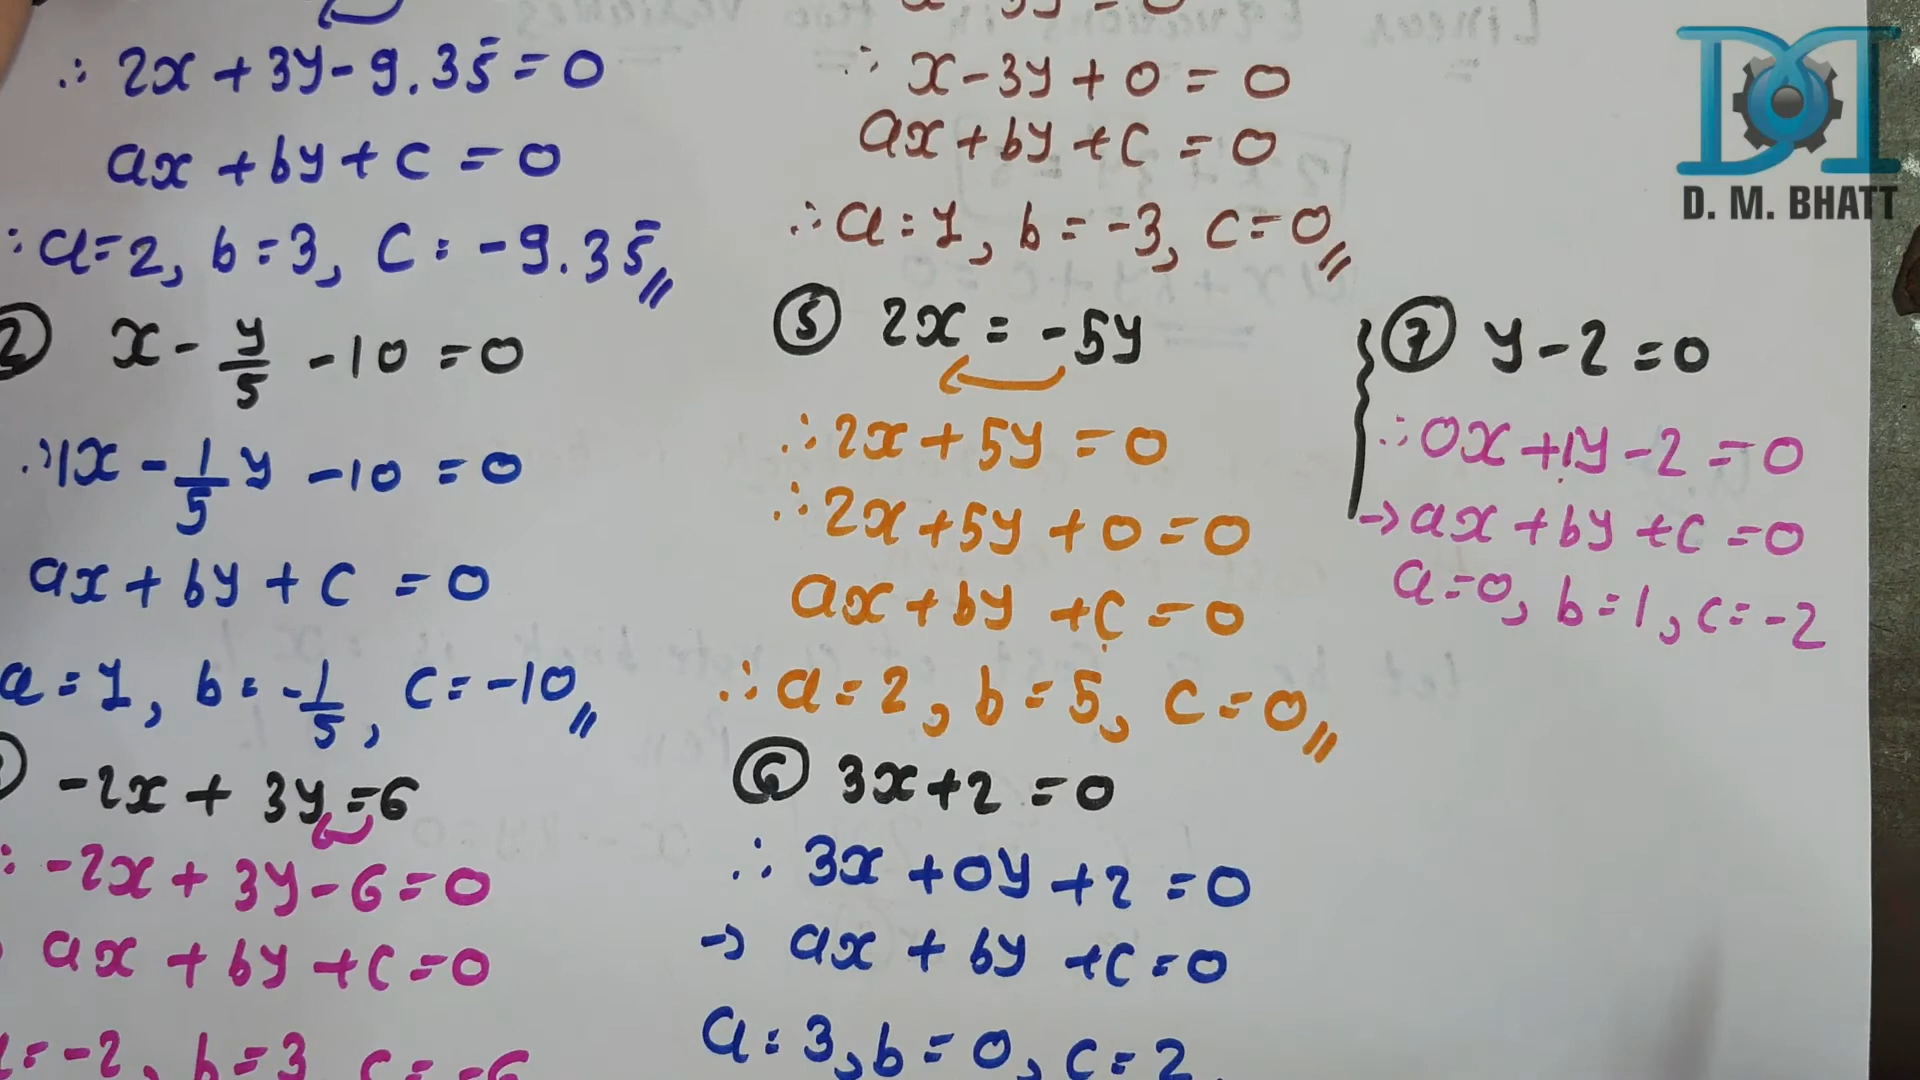 ∴ 2x + 3y - 9.35̄ = 0
ax + by + c = 0
∴ a = 2, b = 3, c = -9.35̄
2 x - y/5 - 10 = 0
∴ 1x - 1/5 y - 10 = 0
ax + by + c = 0
a = 1, b = -1/5, c = -10
-2x + 3y = 6
∴ -2x + 3y - 6 = 0
ax + by + c = 0
a = -2, b = 3, c = -6
∴ x - 3y + 0 = 0
ax + by + c = 0
∴ a = 1, b = -3, c = 0
5 2x = -5y
∴ 2x + 5y = 0
∴ 2x + 5y + 0 = 0
ax + by + c = 0
∴ a = 2, b = 5, c = 0
6 3x + 2 = 0
∴ 3x + 0y + 2 = 0
→ ax + by + c = 0
a = 3, b = 0, c = 2
7 y - 2 = 0
∴ 0x + 1y - 2 = 0
→ ax + by + c = 0
a = 0, b = 1, c = -2
D. M. BHATT